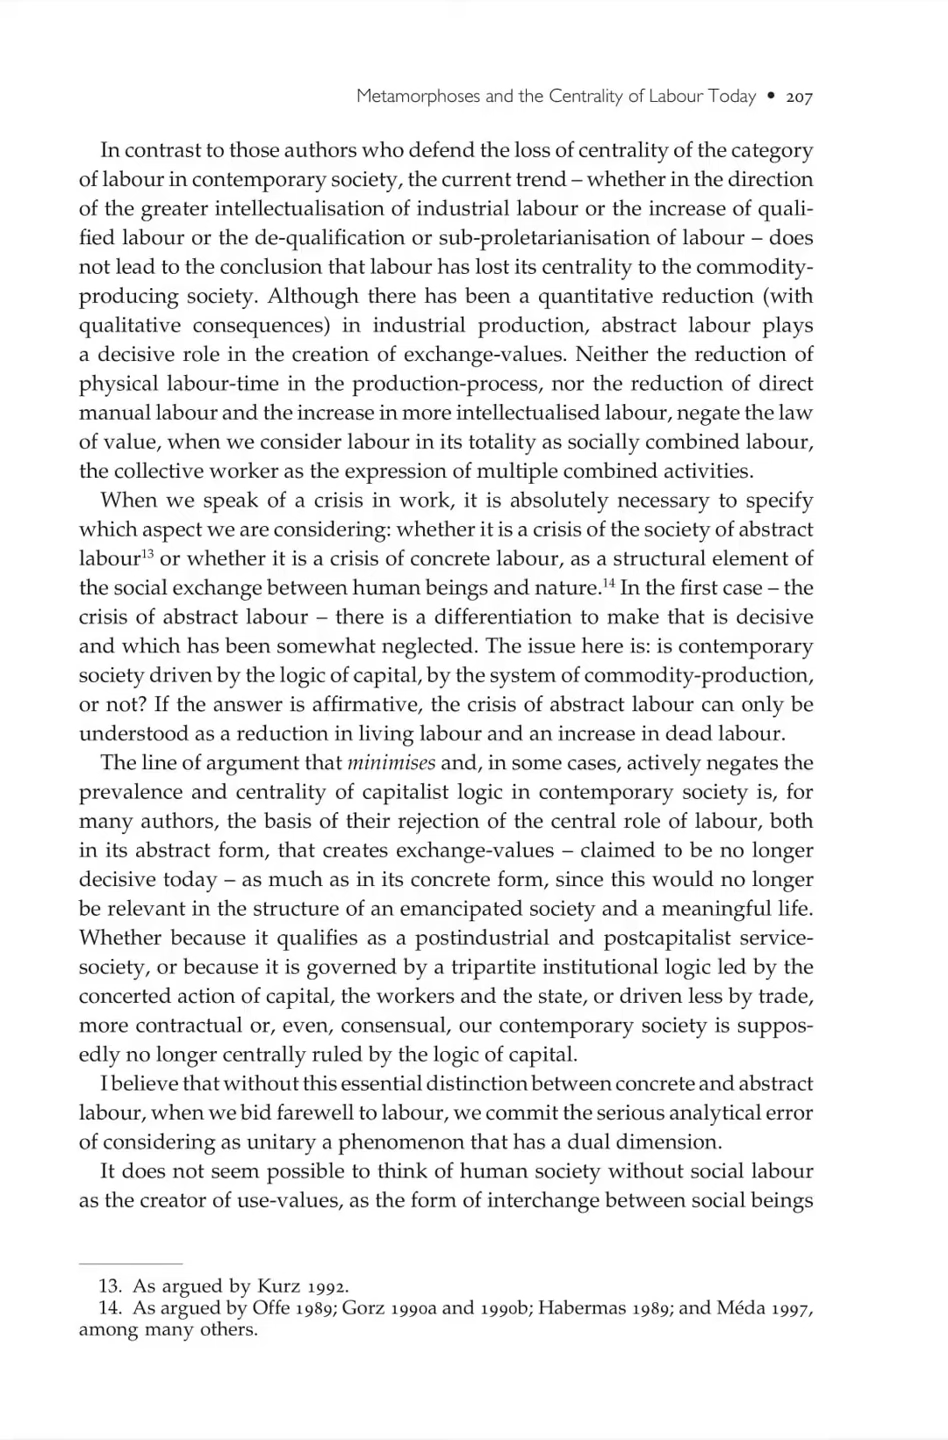 Metamorphoses and the Centrality of Labour Today • 207
In contrast to those authors who defend the loss of centrality of the category
of labour in contemporary society, the current trend – whether in the direction
of the greater intellectualisation of industrial labour or the increase of quali-
fied labour or the de-qualification or sub-proletarianisation of labour – does
not lead to the conclusion that labour has lost its centrality to the commodity-
producing society. Although there has been a quantitative reduction (with
qualitative consequences) in industrial production, abstract labour plays
a decisive role in the creation of exchange-values. Neither the reduction of
physical labour-time in the production-process, nor the reduction of direct
manual labour and the increase in more intellectualised labour, negate the law
of value, when we consider labour in its totality as socially combined labour,
the collective worker as the expression of multiple combined activities.
When we speak of a crisis in work, it is absolutely necessary to specify
which aspect we are considering: whether it is a crisis of the society of abstract
labour¹³ or whether it is a crisis of concrete labour, as a structural element of
the social exchange between human beings and nature.¹⁴ In the first case – the
crisis of abstract labour – there is a differentiation to make that is decisive
and which has been somewhat neglected. The issue here is: is contemporary
society driven by the logic of capital, by the system of commodity-production,
or not? If the answer is affirmative, the crisis of abstract labour can only be
understood as a reduction in living labour and an increase in dead labour.
The line of argument that minimises and, in some cases, actively negates the
prevalence and centrality of capitalist logic in contemporary society is, for
many authors, the basis of their rejection of the central role of labour, both
in its abstract form, that creates exchange-values – claimed to be no longer
decisive today – as much as in its concrete form, since this would no longer
be relevant in the structure of an emancipated society and a meaningful life.
Whether because it qualifies as a postindustrial and postcapitalist service-
society, or because it is governed by a tripartite institutional logic led by the
concerted action of capital, the workers and the state, or driven less by trade,
more contractual or, even, consensual, our contemporary society is suppos-
edly no longer centrally ruled by the logic of capital.
I believe that without this essential distinction between concrete and abstract
labour, when we bid farewell to labour, we commit the serious analytical error
of considering as unitary a phenomenon that has a dual dimension.
It does not seem possible to think of human society without social labour
as the creator of use-values, as the form of interchange between social beings
13. As argued by Kurz 1992.
14. As argued by Offe 1989; Gorz 1990a and 1990b; Habermas 1989; and Méda 1997,
among many others.